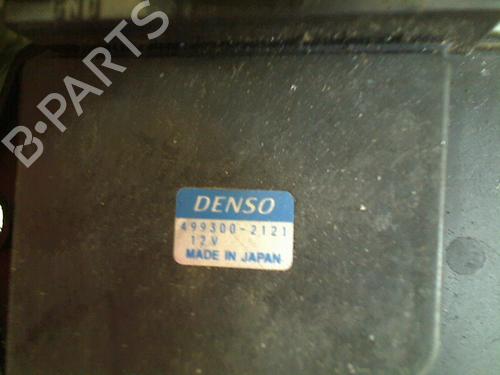 B-PARTS
DENSO
499300-2121
12V
MADE IN JAPAN